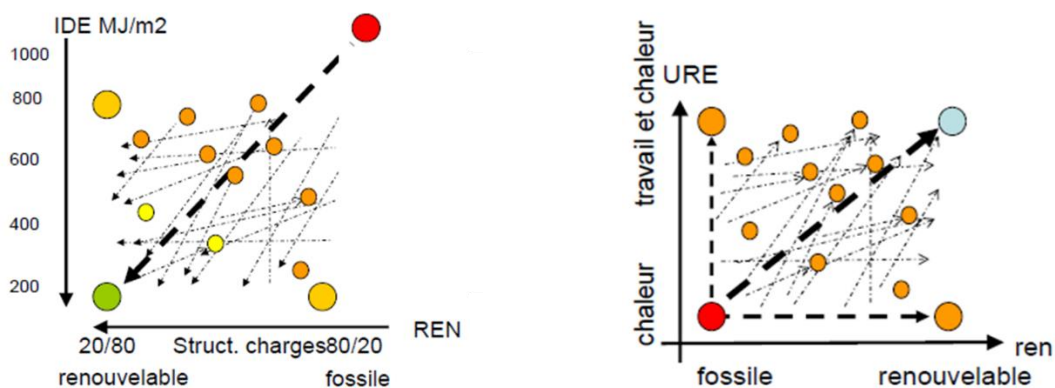 IDE MJ/m2
1000
800
600
400
200
REN
20/80 Struct. charges80/20
renouvelable fossile
URE
travail et chaleur
chaleur
ren
fossile renouvelable